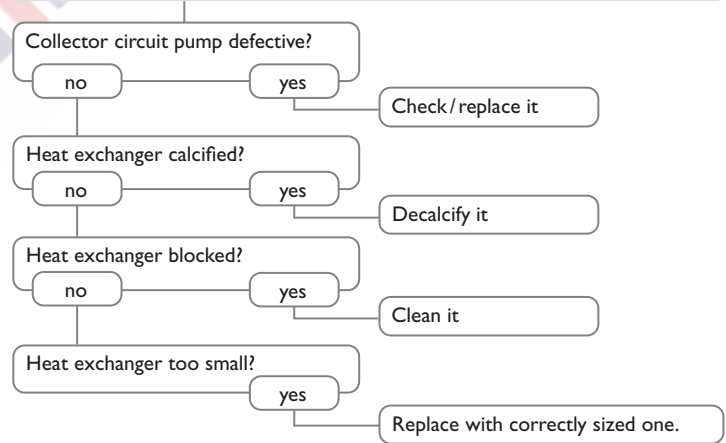 Collector circuit pump defective?
no
yes
Check/replace it
Heat exchanger calcified?
no
yes
Decalcify it
Heat exchanger blocked?
no
yes
Clean it
Heat exchanger too small?
yes
Replace with correctly sized one.